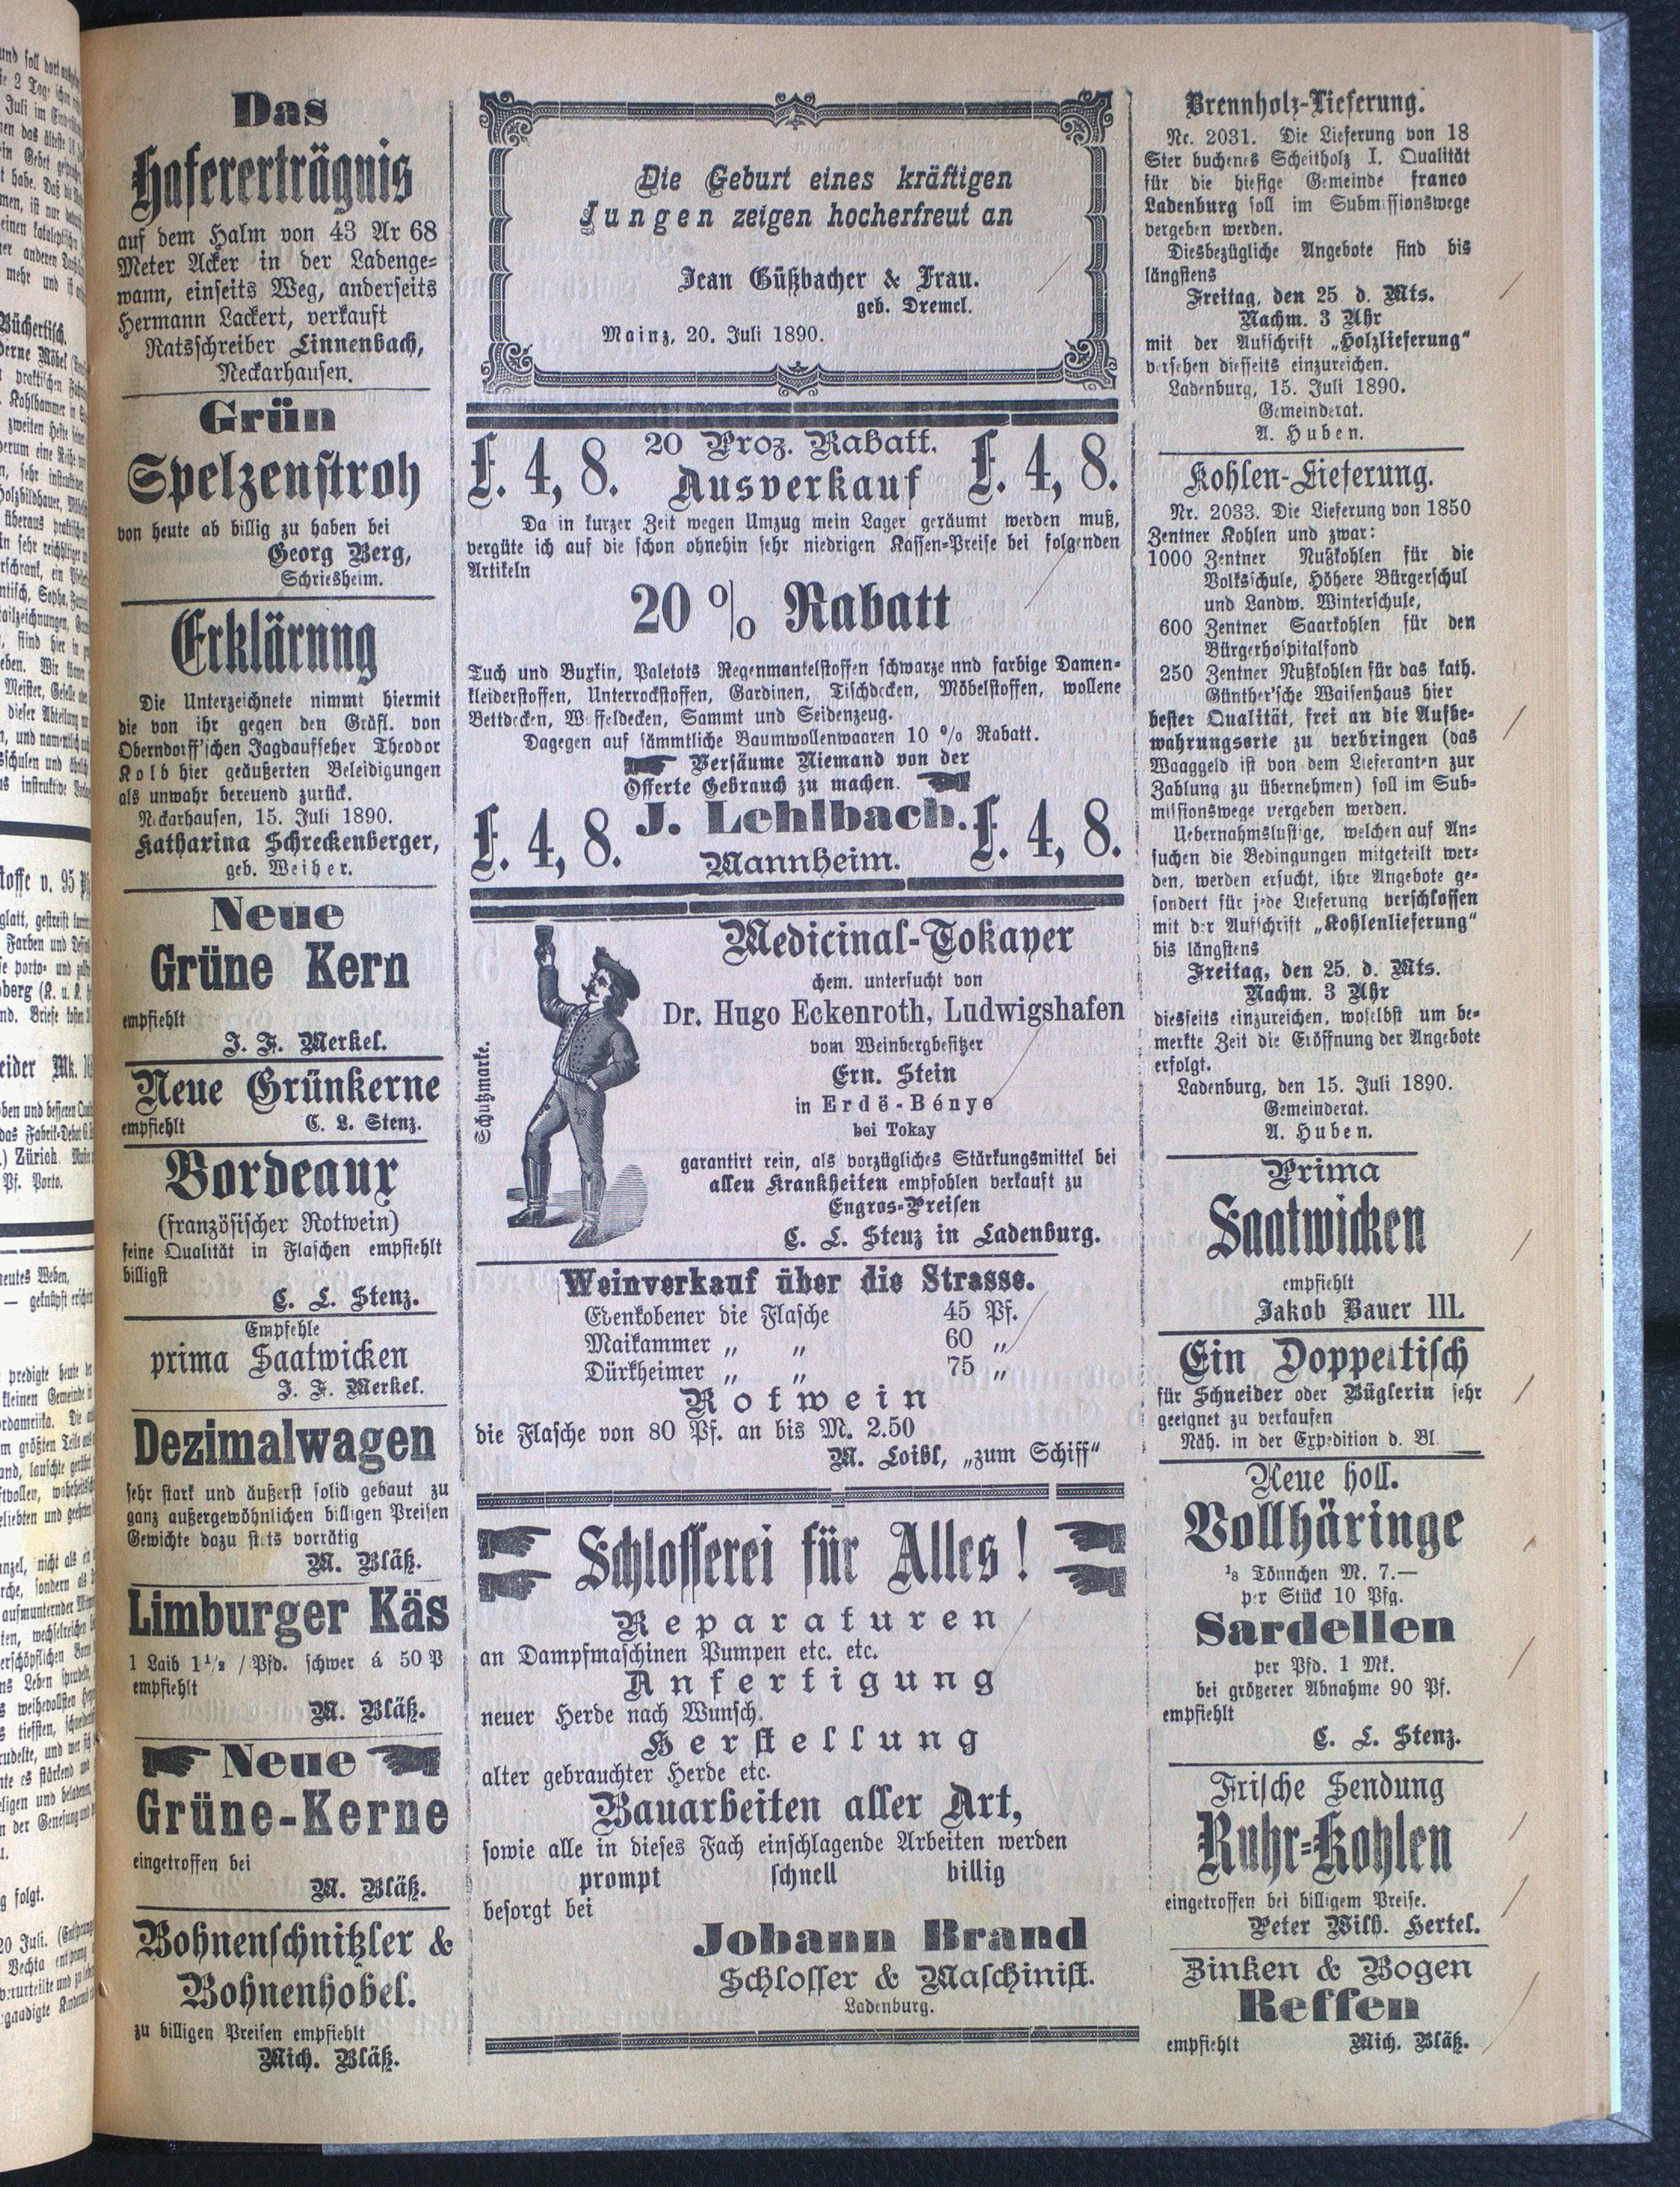 Das
Hafererträgnis
auf dem Halm von 43 Ar 68
Meter Acker in der Ladenge-
wann, einseits Weg, anderseits
Hermann Lackert, verkauft
Ratsschreiber Linnenbach,
Neckarhausen.
Grün
Spelzenstroh
von heute ab billig zu haben bei
Georg Berg,
Schriesheim.
Erklärung
Die Unterzeichnete nimmt hiermit
die von ihr gegen den Gräfl. von
Oberndorff'schen Jagdaufseher Theodor
Kolb hier geäußerten Beleidigungen
als unwahr bereuend zurück.
Neckarhausen, 15. Juli 1890.
Katharina Schreckenberger,
geb. Weiher.
Neue
Grüne Kern
empfiehlt
J. F. Merkel.
Neue Grünkerne
empfiehlt C. L. Stenz.
Bordeaux
(französischer Rotwein)
feine Qualität in Flaschen empfiehlt
billigst
C. L. Stenz.
Empfehle
prima Saatwicken
J. F. Merkel.
Dezimalwagen
sehr stark und äußerst solid gebaut zu
ganz außergewöhnlichen billigen Preisen
Gewichte dazu stets vorrätig
M. Bläß.
Limburger Käs
1 Laib 1 1/2 /Pfd. schwer á 50 P
empfiehlt
M. Bläß.
Neue
Grüne-Kerne
eingetroffen bei
M. Bläß.
Bohnenschnitzler &
Bohnenhobel.
zu billigen Preisen empfiehlt
Mich. Bläß.
Die Geburt eines kräftigen
Jungen zeigen hocherfreut an
Jean Güßbacher & Frau.
geb. Dremel.
Mainz, 20. Juli 1890.
E. 4, 8. 20 Proz. Rabatt. E. 4, 8.
Ausverkauf
Da in kurzer Zeit wegen Umzug mein Lager geräumt werden muß,
vergüte ich auf die schon ohnehin sehr niedrigen Kassen-Preise bei folgenden
Artikeln
20 % Rabatt
Tuch und Buxkin, Paletots Regenmantelstoffen schwarze nnd farbige Damen-
kleiderstoffen, Unterrockstoffen, Gardinen, Tischdecken, Möbelstoffen, wollene
Bettdecken, Waffeldecken, Sammt und Seidenzeug.
Dagegen auf sämmtliche Baumwollenwaaren 10 % Rabatt.
Versäume Niemand von der
Offerte Gebrauch zu machen.
E. 4, 8. J. Lehlbach. E. 4, 8.
Mannheim.
Schutzmarke.
Medicinal-Tokayer
chem. untersucht von
Dr. Hugo Eckenroth, Ludwigshafen
vom Weinbergbesitzer
Ern. Stein
in Erdö-Bénye
bei Tokay
garantirt rein, als vorzügliches Stärkungsmittel bei
allen Krankheiten empfohlen verkauft zu
Engros-Preisen
C. L. Stenz in Ladenburg.
Weinverkauf über die Strasse.
Edenkobener die Flasche 45 Pf.
Maikammer „ „ 60 „
Dürkheimer „ „ 75 „
Rotwein
die Flasche von 80 Pf. an bis M. 2.50
M. Loibl, „zum Schiff“
Schlosserei für Alles!
Reparaturen
an Dampfmaschinen Pumpen etc. etc.
Anfertigung
neuer Herde nach Wunsch.
Herstellung
alter gebrauchter Herde etc.
Bauarbeiten aller Art,
sowie alle in dieses Fach einschlagende Arbeiten werden
prompt schnell billig
besorgt bei
Johann Brand
Schlosser & Maschinist.
Ladenburg.
Brennholz-Lieferung.
Nr. 2031. Die Lieferung von 18
Ster buchenes Scheitholz I. Qualität
für die hiesige Gemeinde franco
Ladenburg soll im Submissionswege
vergeben werden.
Diesbezügliche Angebote sind bis
längstens
Freitag, den 25. d. Mts.
Nachm. 3 Uhr
mit der Aufschrift „Holzlieferung“
versehen diesseits einzureichen.
Ladenburg, 15. Juli 1890.
Gemeinderat.
A. Huben.
Kohlen-Lieferung.
Nr. 2033. Die Lieferung von 1850
Zentner Kohlen und zwar:
1000 Zentner Nußkohlen für die
Volksschule, Höhere Bürgerschul
und Landw. Winterschule,
600 Zentner Saarkohlen für den
Bürgerhospitalfond
250 Zentner Nußkohlen für das kath.
Günther'sche Waisenhaus hier
bester Qualität, frei an die Aufbe-
wahrungsorte zu verbringen (das
Waaggeld ist von dem Lieferanten zur
Zahlung zu übernehmen) soll im Sub-
missionswege vergeben werden.
Uebernahmslustige, welchen auf An-
suchen die Bedingungen mitgeteilt wer-
den, werden ersucht, ihre Angebote ge-
sondert für jede Lieferung verschlossen
mit der Aufschrift „Kohlenlieferung“
bis längstens
Freitag, den 25. d. Mts.
Nachm. 3 Uhr
diesseits einzureichen, woselbst um be-
merkte Zeit die Eröffnung der Angebote
erfolgt.
Ladenburg, den 15. Juli 1890.
Gemeinderat.
A. Huben.
Prima
Saatwicken
empfiehlt
Jakob Bauer III.
Ein Doppeltisch
für Schneider oder Büglerin sehr
geeignet zu verkaufen
Näh. in der Expedition d. Bl
Neue holl.
Vollhäringe
1/8 Tönnchen M. 7.—
per Stück 10 Pfg.
Sardellen
per Pfd. 1 Mk.
bei größerer Abnahme 90 Pf.
empfiehlt
C. L. Stenz.
Frische Sendung
Ruhr-Kohlen
eingetroffen bei billigem Preise.
Peter Wilh. Hertel.
Zinken & Bogen
Reffen
empfiehlt Mich. Bläß.